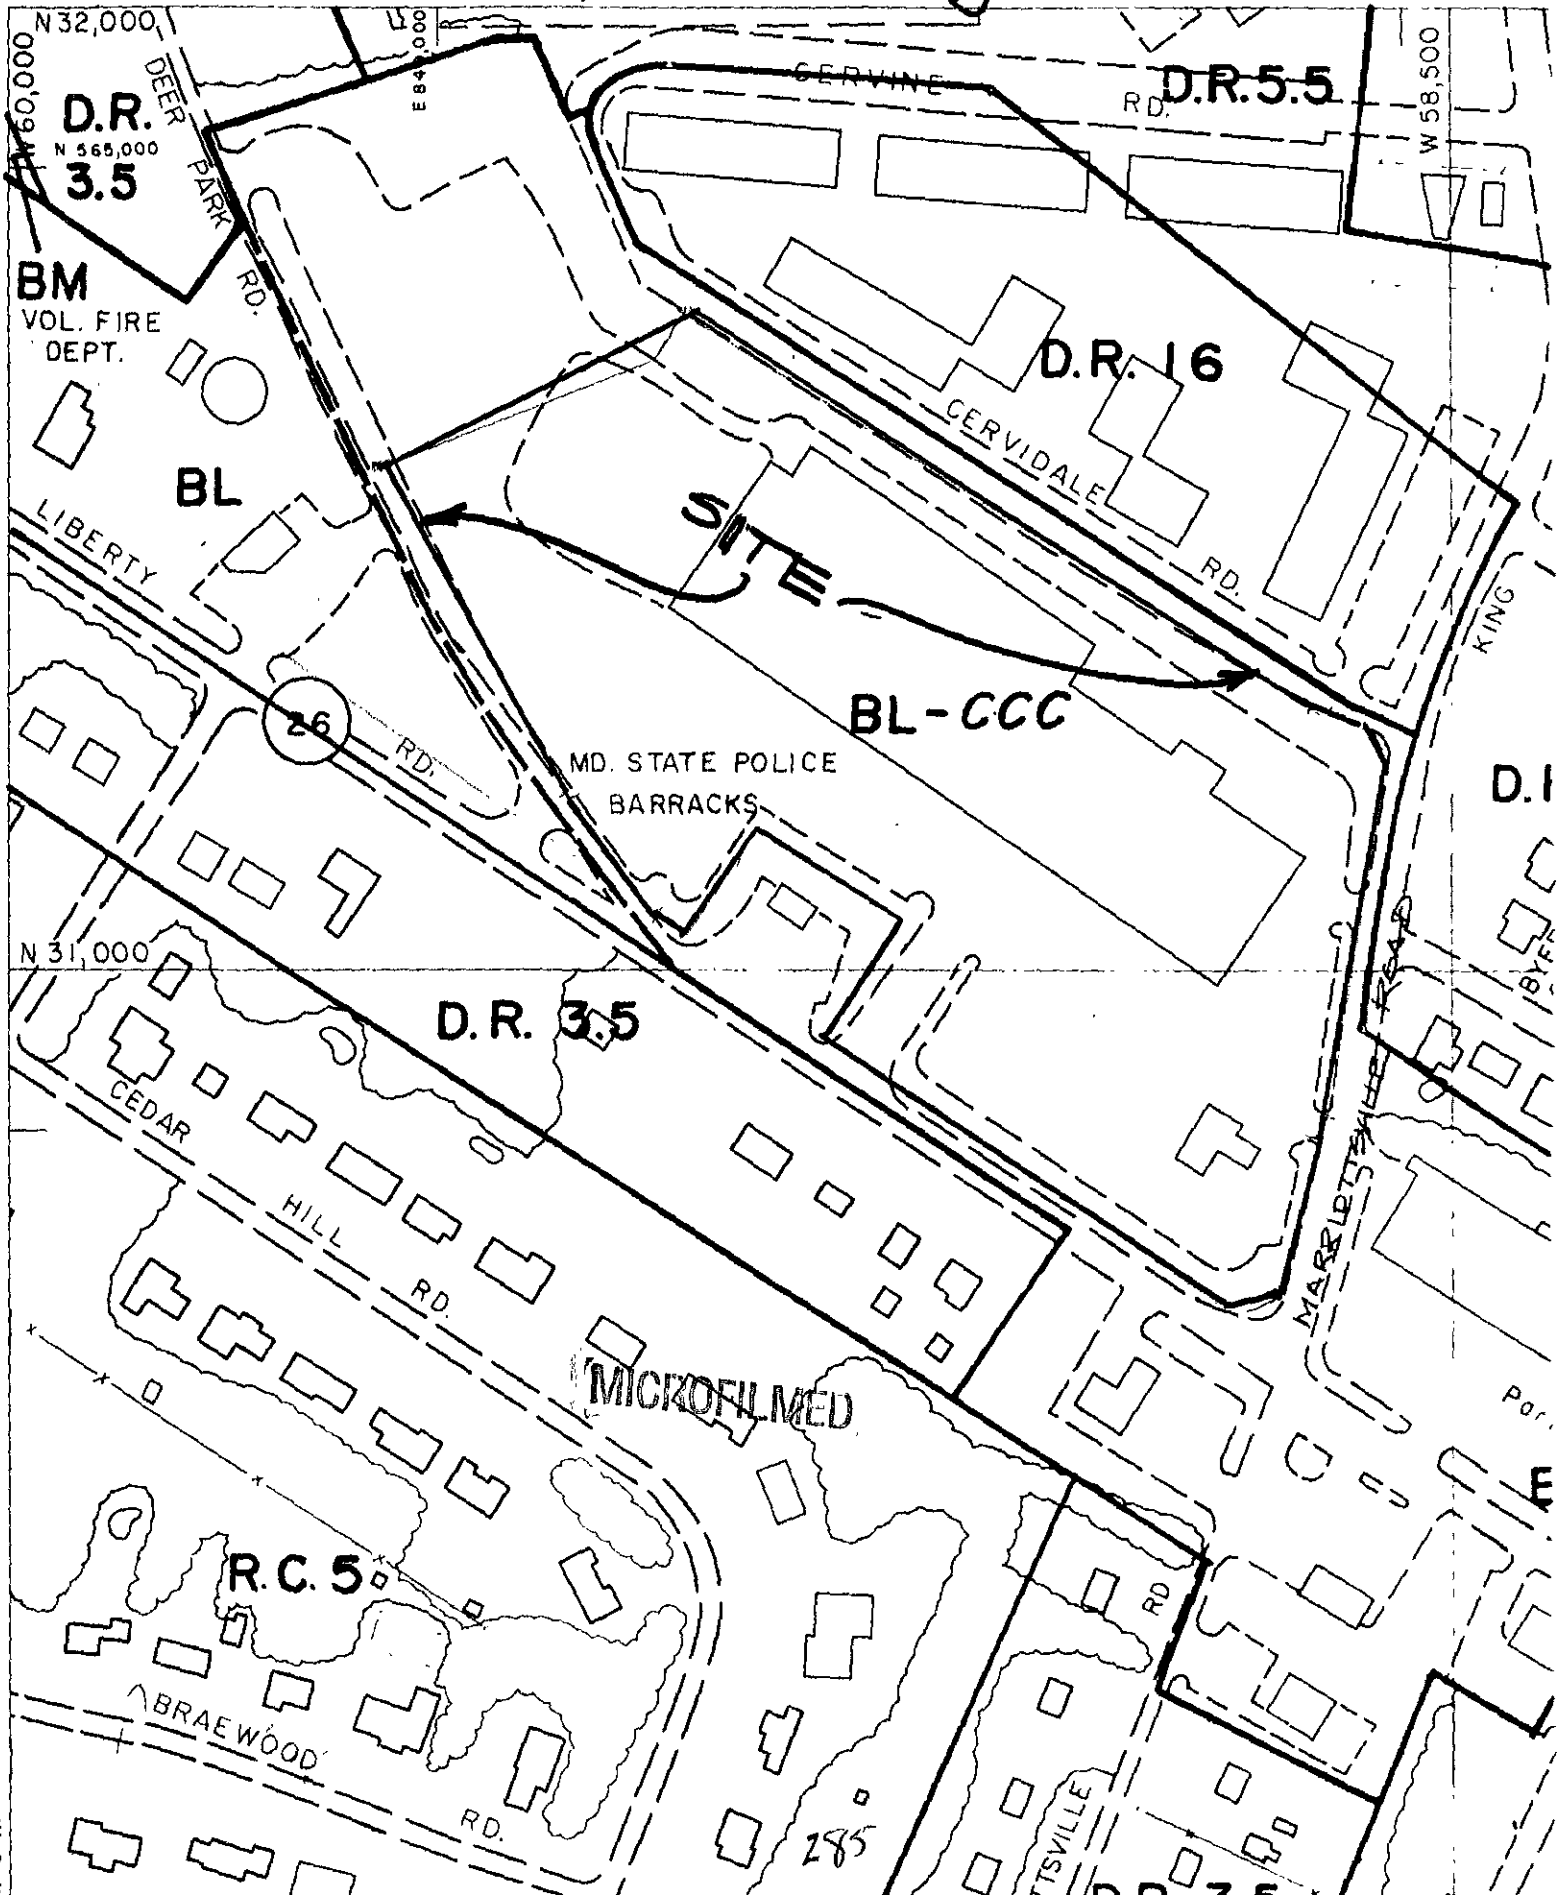 N 32,000
E 840,000
W 60,000
DEER
PARK
RD.
D.R.
N 565,000
3.5
CERVINE
RD.
D.R. 5.5
W 58,500
BM
VOL. FIRE
DEPT.
D.R. 16
CERVIDALE
RD.
BL
SITE
LIBERTY
RD.
26
KING
BL-CCC
MD. STATE POLICE
BARRACKS
N 31,000
D.R. 3.5
MARRIOTTSVILLE ROAD
CEDAR
HILL
RD.
MICROFILMED
R.C. 5
RD
BRAEWOOD
RD.
285